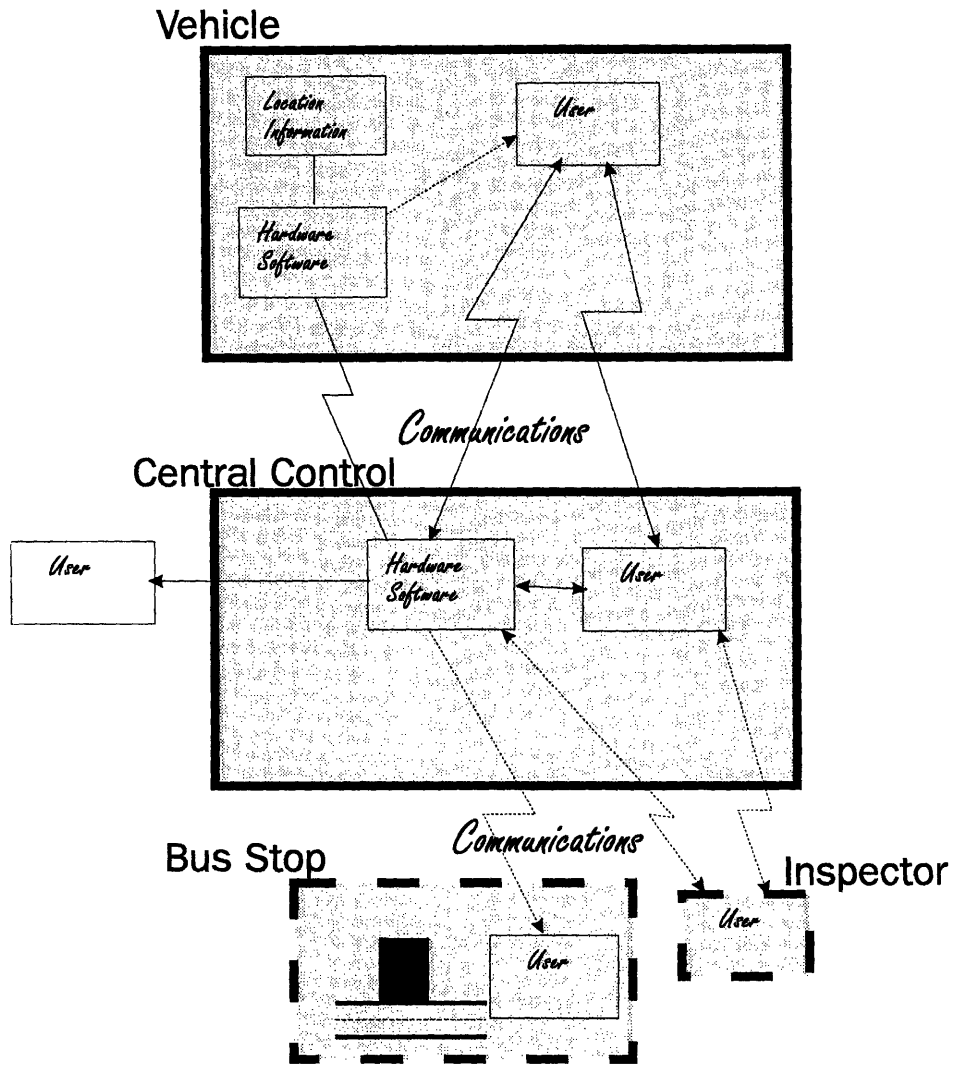 Vehicle
Location
Information
User
Hardware
Software
Communications
Central Control
User
Hardware
Software
User
Communications
Bus Stop
Inspector
User
User